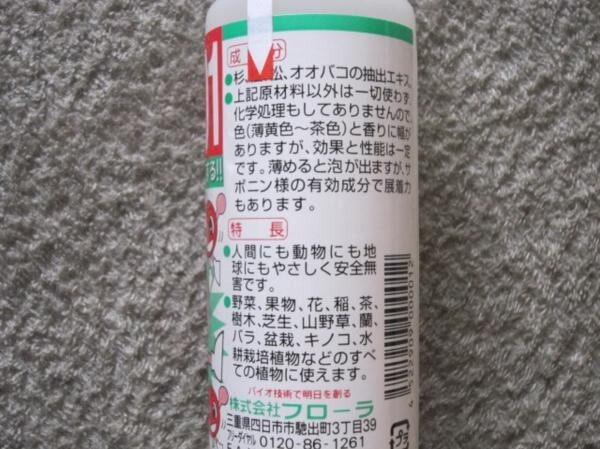 1
する!!
成分
●杉、松、オオバコの抽出エキス。
●上記原材料以外は一切使わず、
化学処理もしてありませんので
色(薄黄色～茶色)と香りに幅が
ありますが、効果と性能は一定
です。薄めると泡が出ますが、サ
ポニン様の有効成分で展着力
もあります。
特長
●人間にも動物にも地
球にもやさしく安全無
害です。
●野菜、果物、花、稲、茶、
樹木、芝生、山野草、蘭、
バラ、盆栽、キノコ、水
耕栽培植物などのすべ
ての植物に使えます。
バイオ技術で明日を創る
株式会社フローラ
三重県四日市市馳出町3丁目39
フリーダイヤル 0120-86-1261
4 522909 000012
プラ